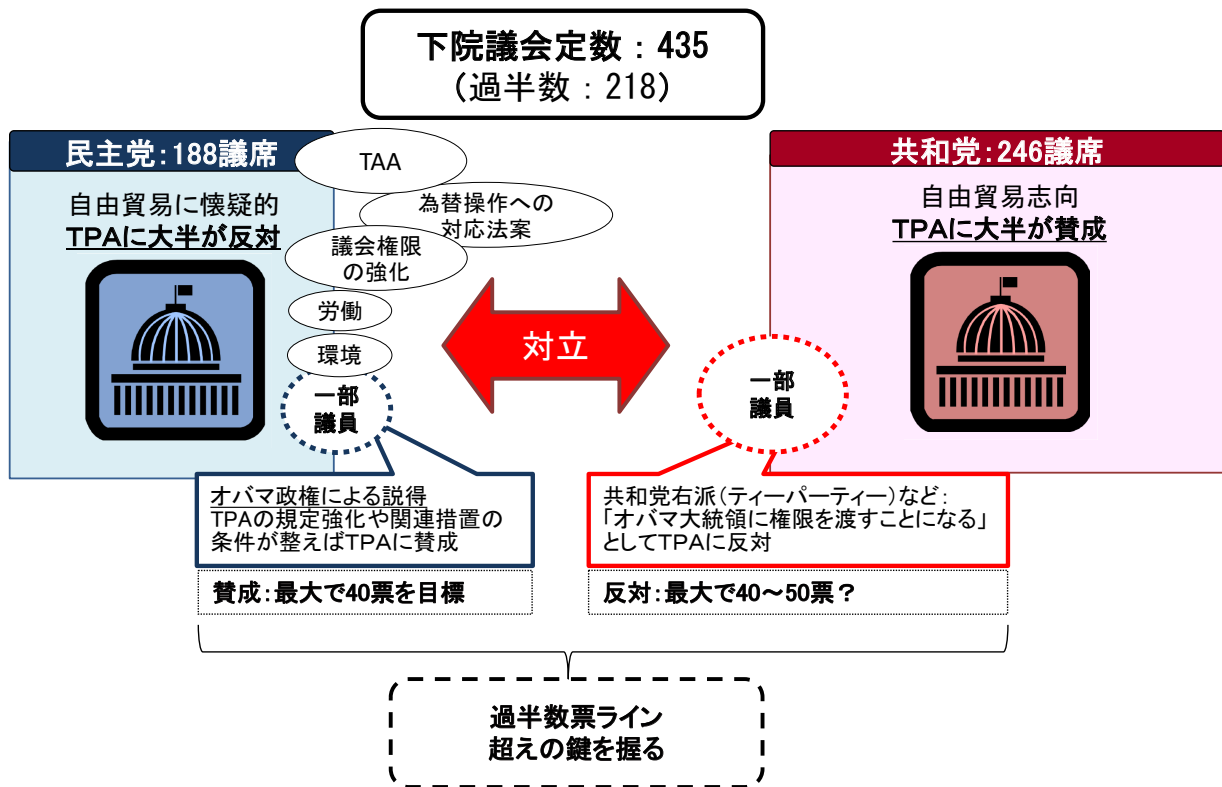 下院議会定数：435
（過半数：218）
民主党：188議席
自由貿易に懐疑的
TPAに大半が反対
TAA
為替操作への
対応法案
議会権限
の強化
労働
環境
一部
議員
対立
共和党：246議席
自由貿易志向
TPAに大半が賛成
一部
議員
オバマ政権による説得
TPAの規定強化や関連措置の
条件が整えばTPAに賛成
賛成：最大で40票を目標
共和党右派（ティーパーティー）など：
「オバマ大統領に権限を渡すことになる」
としてTPAに反対
反対：最大で40～50票？
過半数票ライン
超えの鍵を握る